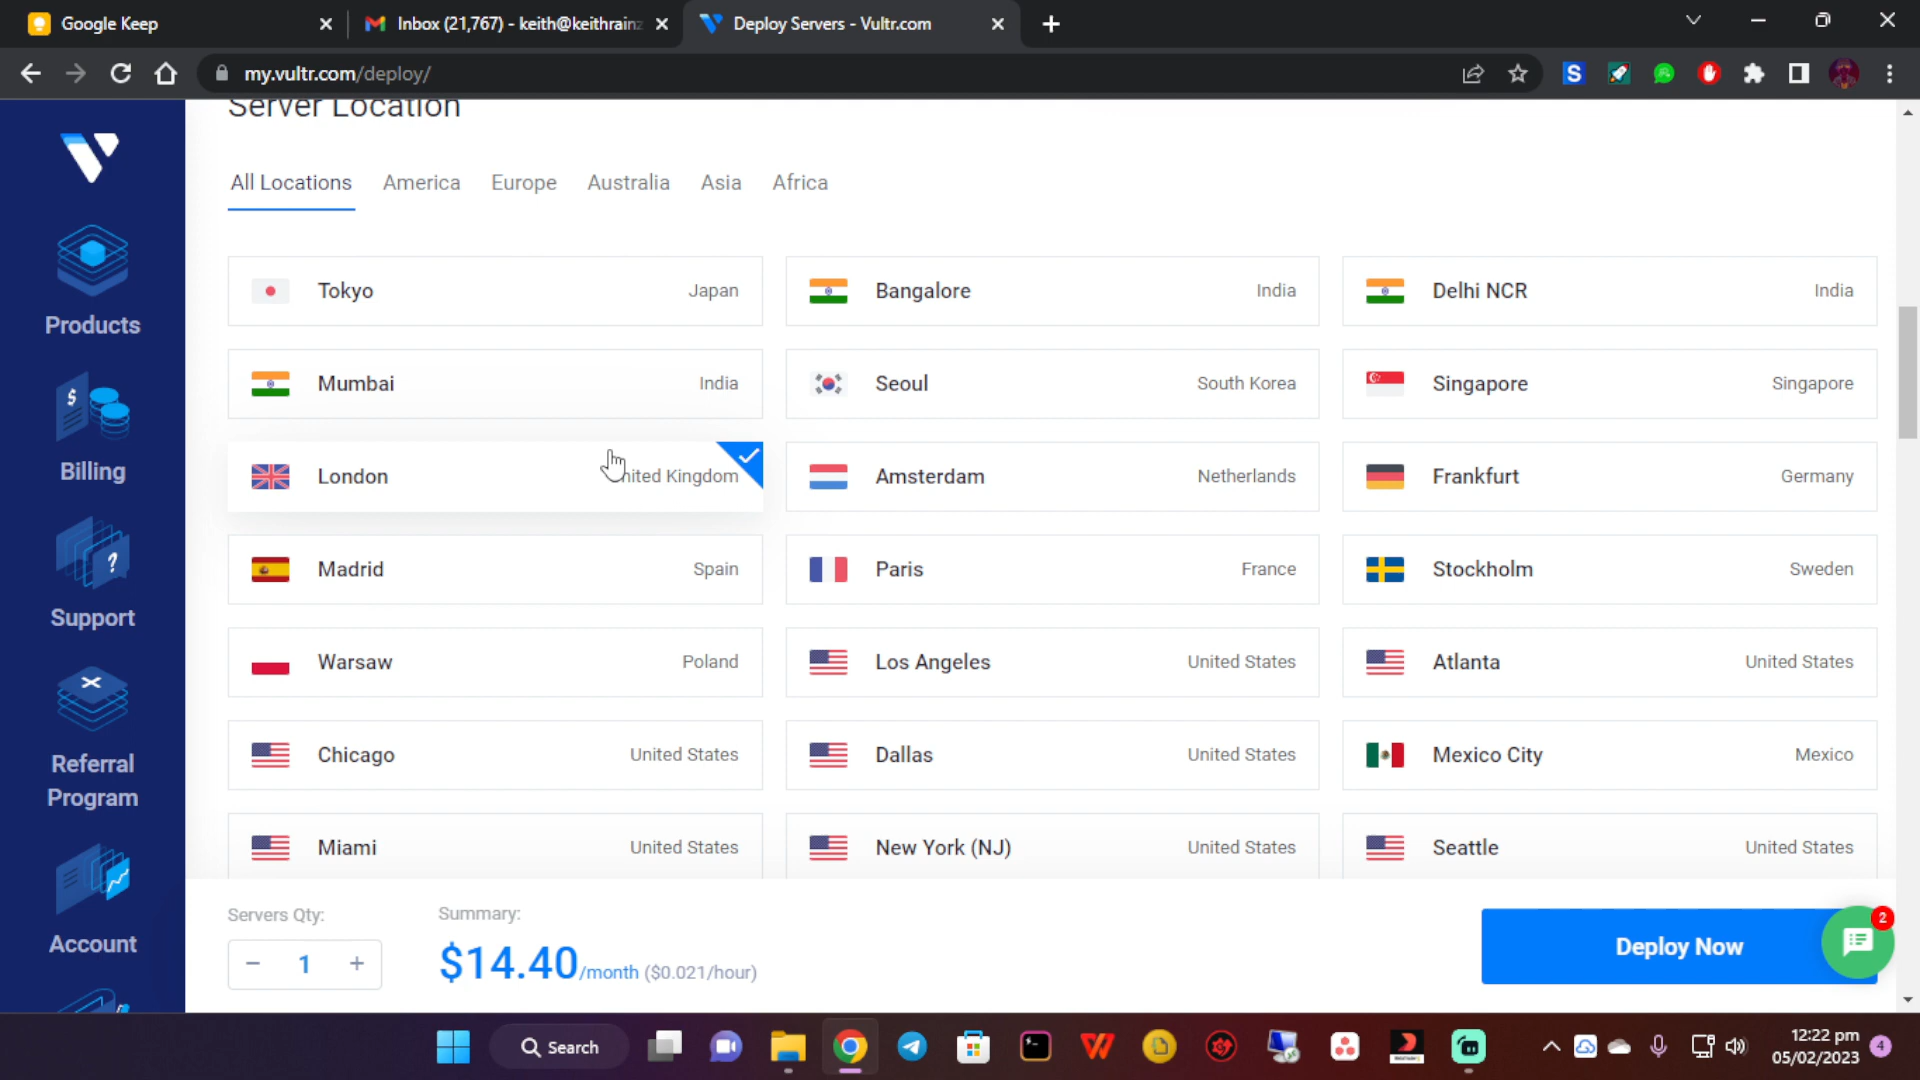 Google Keep
Inbox (21,767) - keith@keithrain
Deploy Servers - Vultr.com
my.vultr.com/deploy/
Server Location
All Locations America Europe Australia Asia Africa
Tokyo Japan
Bangalore India
Delhi NCR India
Mumbai India
Seoul South Korea
Singapore Singapore
London United Kingdom
Amsterdam Netherlands
Frankfurt Germany
Madrid Spain
Paris France
Stockholm Sweden
Warsaw Poland
Los Angeles United States
Atlanta United States
Chicago United States
Dallas United States
Mexico City Mexico
Miami United States
New York (NJ) United States
Seattle United States
Products
Billing
Support
Referral
Program
Account
Servers Qty:
- 1 +
Summary:
$14.40/month ($0.021/hour)
Deploy Now
2
Search
12:22 pm
05/02/2023
4